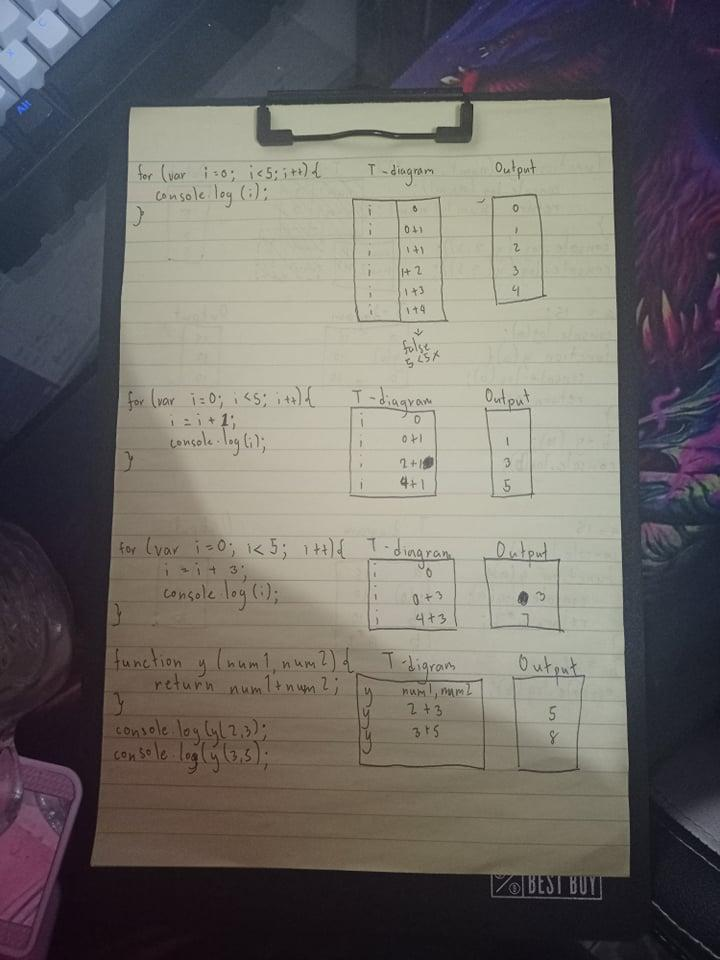 for (var i=0; i<5; i++){ T-diagram Output
console.log (i);
}
i 0 0
i 0+1 1
i 1+1 2
i 1+2 3
i 1+3 4
i 1+4
↓
false
5<5 x
for (var i=0; i<5; i++){ T-diagram Output
i = i + 1;
console.log(i);
}
i 0
i 0+1 1
i 2+1 3
i 4+1 5
for (var i=0; i<5; i++){ T-diagram Output
i = i + 3;
console.log(i);
}
i 0
i 0+3 3
i 4+3 7
function y (num1, num2) { T-digram Output
return num1+num2;
}
console.log(y(2,3);
console.log(y(3,5);
y num1, num2
y 2+3 5
y 3+5 8
y
BEST BUY
Alt